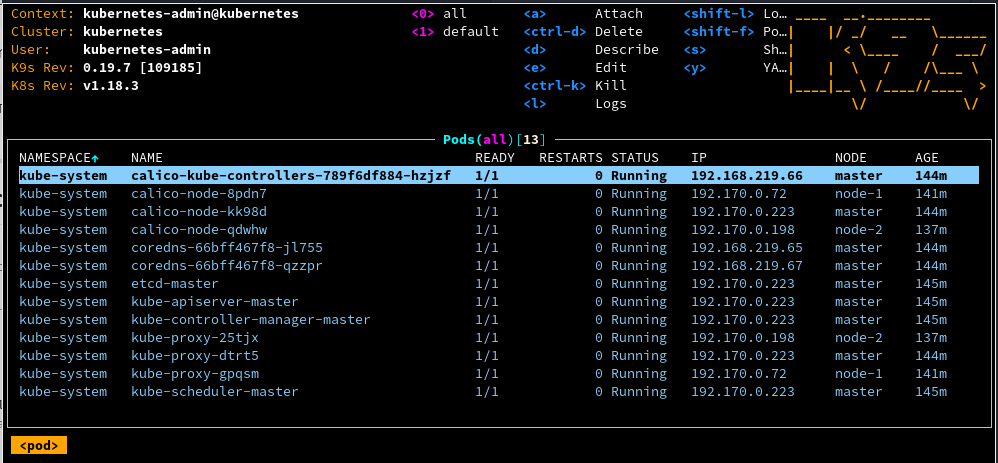 Context: kubernetes-admin@kubernetes <0> all <a> Attach <shift-l> Lo…
Cluster: kubernetes <1> default <ctrl-d> Delete <shift-f> Po…
User: kubernetes-admin <d> Describe <s> Sh…
K9s Rev: 0.19.7 [109185] <e> Edit <y> YA…
K8s Rev: v1.18.3 <ctrl-k> Kill
<l> Logs
Pods(all)[13]
NAMESPACE↑ NAME READY RESTARTS STATUS IP NODE AGE
kube-system calico-kube-controllers-789f6df884-hzjzf 1/1 0 Running 192.168.219.66 master 144m
kube-system calico-node-8pdn7 1/1 0 Running 192.170.0.72 node-1 141m
kube-system calico-node-kk98d 1/1 0 Running 192.170.0.223 master 144m
kube-system calico-node-qdwhw 1/1 0 Running 192.170.0.198 node-2 137m
kube-system coredns-66bff467f8-jl755 1/1 0 Running 192.168.219.65 master 144m
kube-system coredns-66bff467f8-qzzpr 1/1 0 Running 192.168.219.67 master 144m
kube-system etcd-master 1/1 0 Running 192.170.0.223 master 145m
kube-system kube-apiserver-master 1/1 0 Running 192.170.0.223 master 145m
kube-system kube-controller-manager-master 1/1 0 Running 192.170.0.223 master 145m
kube-system kube-proxy-25tjx 1/1 0 Running 192.170.0.198 node-2 137m
kube-system kube-proxy-dtrt5 1/1 0 Running 192.170.0.223 master 144m
kube-system kube-proxy-gpqsm 1/1 0 Running 192.170.0.72 node-1 141m
kube-system kube-scheduler-master 1/1 0 Running 192.170.0.223 master 145m
<pod>